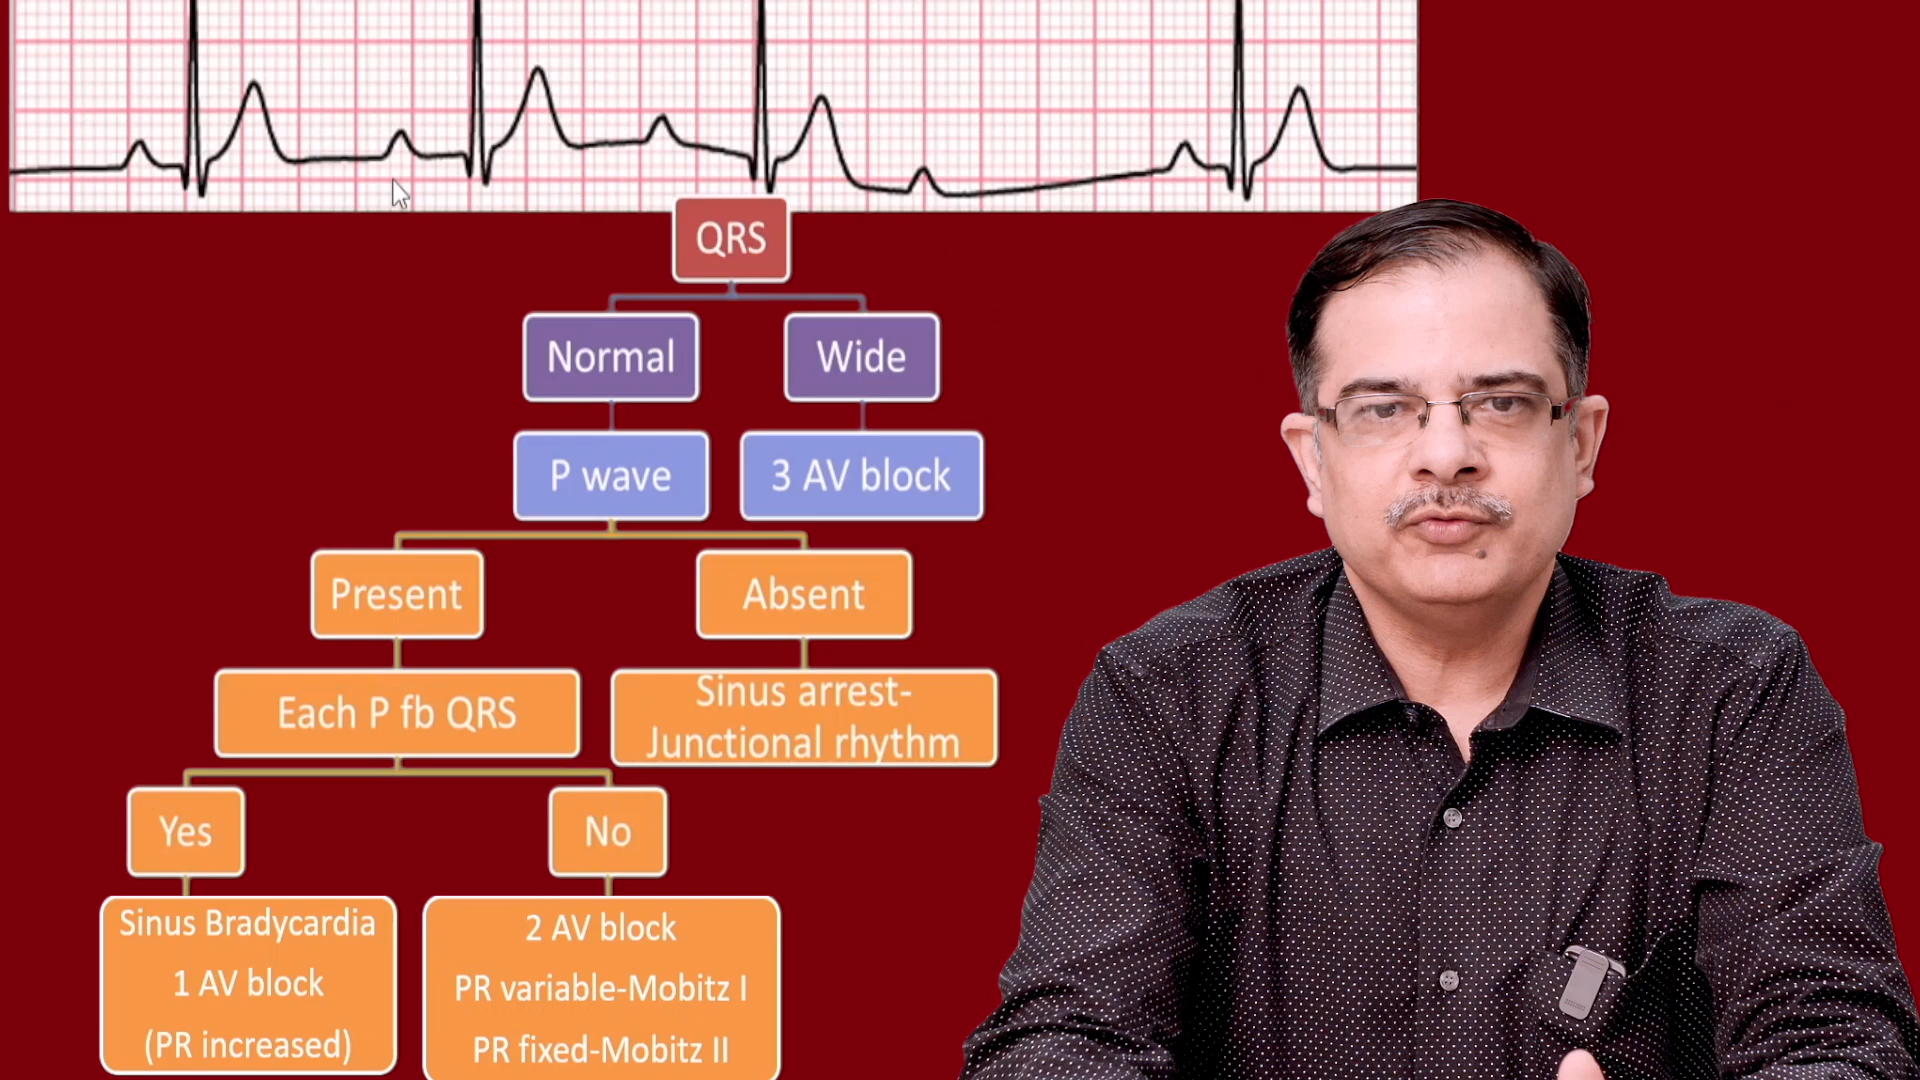 QRS
Normal
Wide
P wave
3 AV block
Present
Absent
Each P fb QRS
Sinus arrest-
Junctional rhythm
Yes
No
Sinus Bradycardia
1 AV block
(PR increased)
2 AV block
PR variable-Mobitz I
PR fixed-Mobitz II